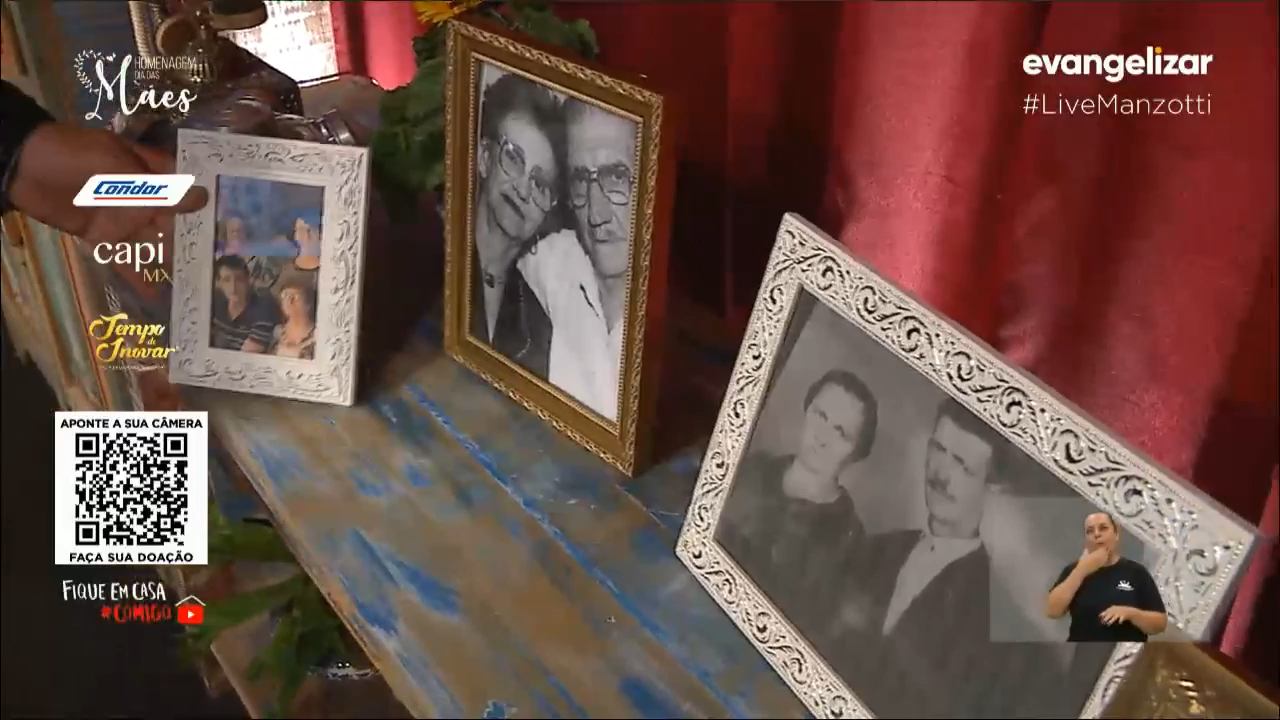 HOMENAGEM
DIA DAS
Mães
evangelizar
#LiveManzotti
Condor
capi
MX
Tempo
de
Inovar
APONTE A SUA CÂMERA
FAÇA SUA DOAÇÃO
FIQUE EM CASA
#COMIGO